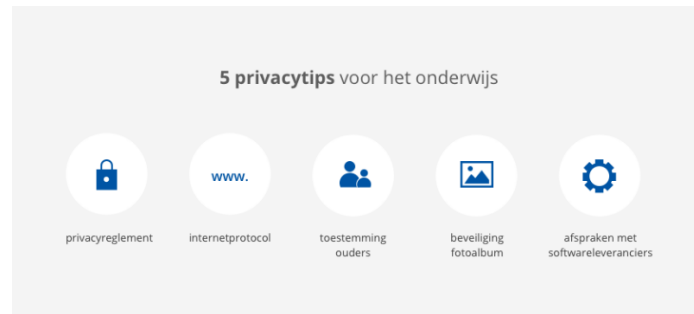 5 privacytips voor het onderwijs
www.
privacyreglement
internetprotocol
toestemming
ouders
beveiliging
fotoalbum
afspraken met
softwareleveranciers